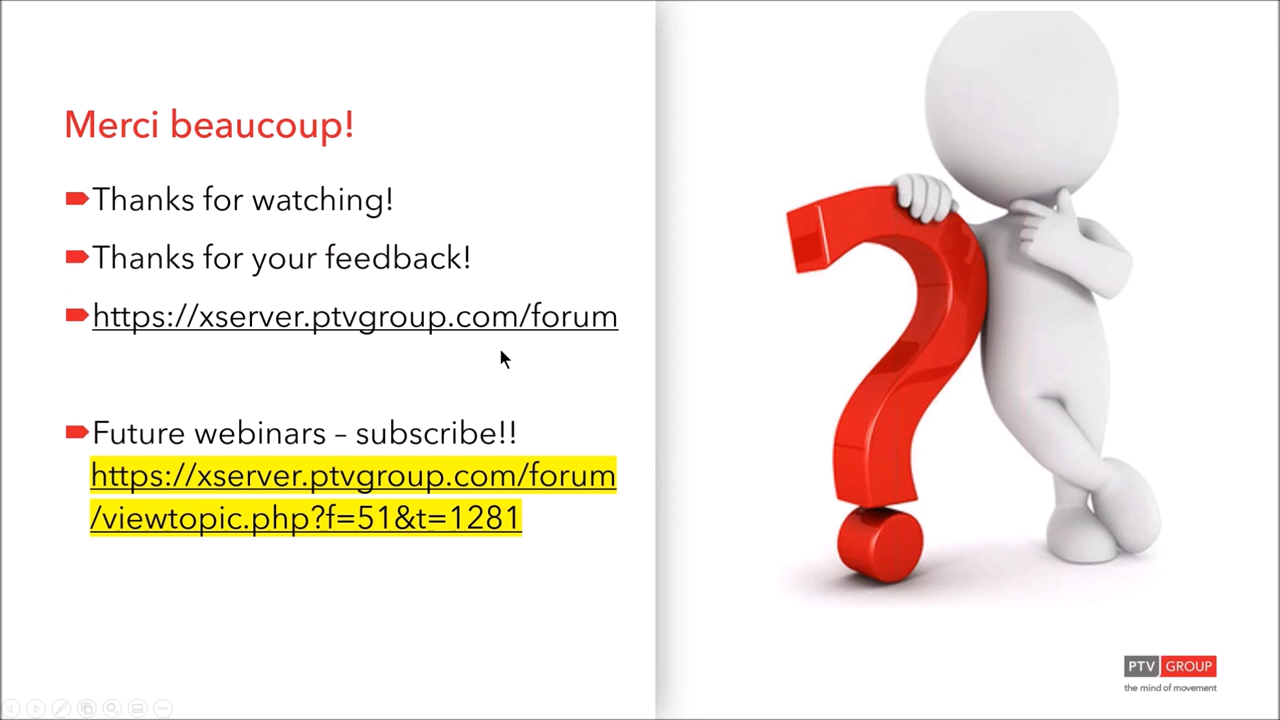 Merci beaucoup!
Thanks for watching!
Thanks for your feedback!
https://xserver.ptvgroup.com/forum
Future webinars – subscribe!!
https://xserver.ptvgroup.com/forum
/viewtopic.php?f=51&t=1281
PTV GROUP
the mind of movement